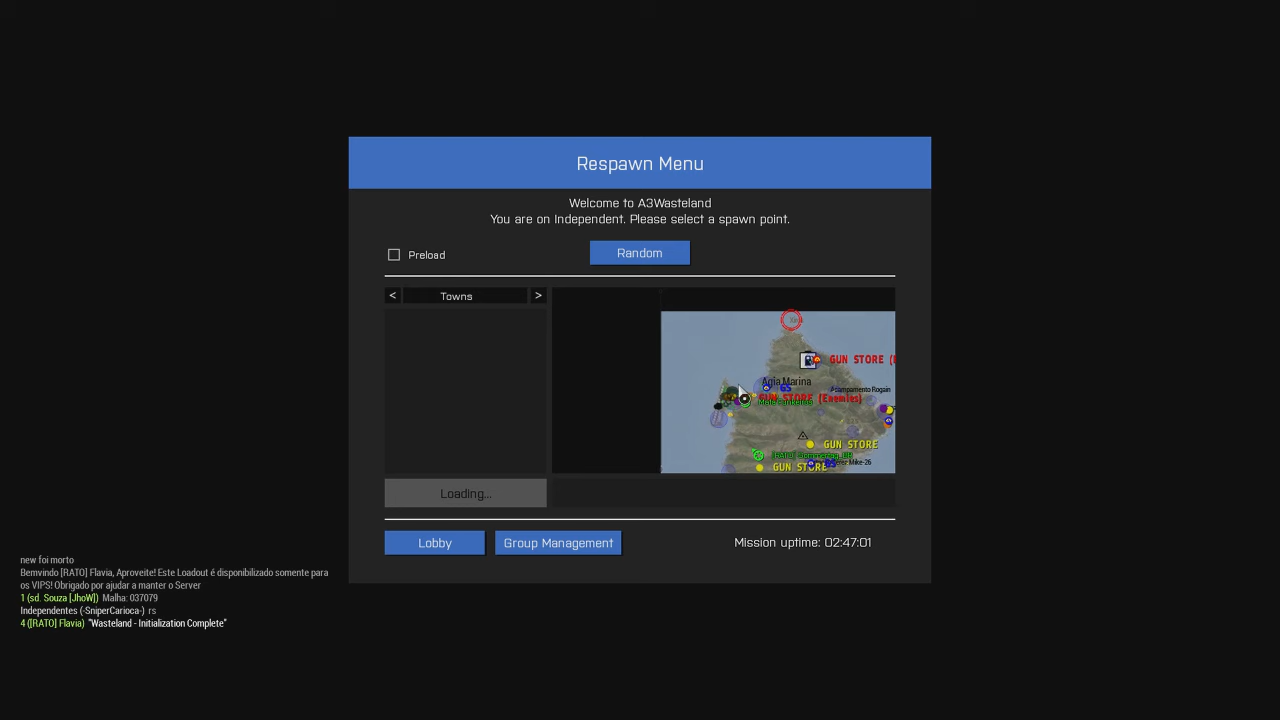 Respawn Menu
Welcome to A3Wasteland
You are on Independent. Please select a spawn point.
Preload
Random
<
Towns
>
GUN STORE (
Agia Marina
GUN STORE (Enemies)
GUN STORE
Mike-26
GUN STORE
Loading...
Lobby
Group Management
Mission uptime: 02:47:01
new foi morto
Bemvindo [RATO] Flavia, Aproveite! Este Loadout é disponibilizado somente para
os VIPS! Obrigado por ajudar a manter o Server
1 (sd. Souza [JhoW]) Malha: 037079
Independentes (-SniperCarioca-) rs
4 ([RATO] Flavia) "Wasteland - Initialization Complete"